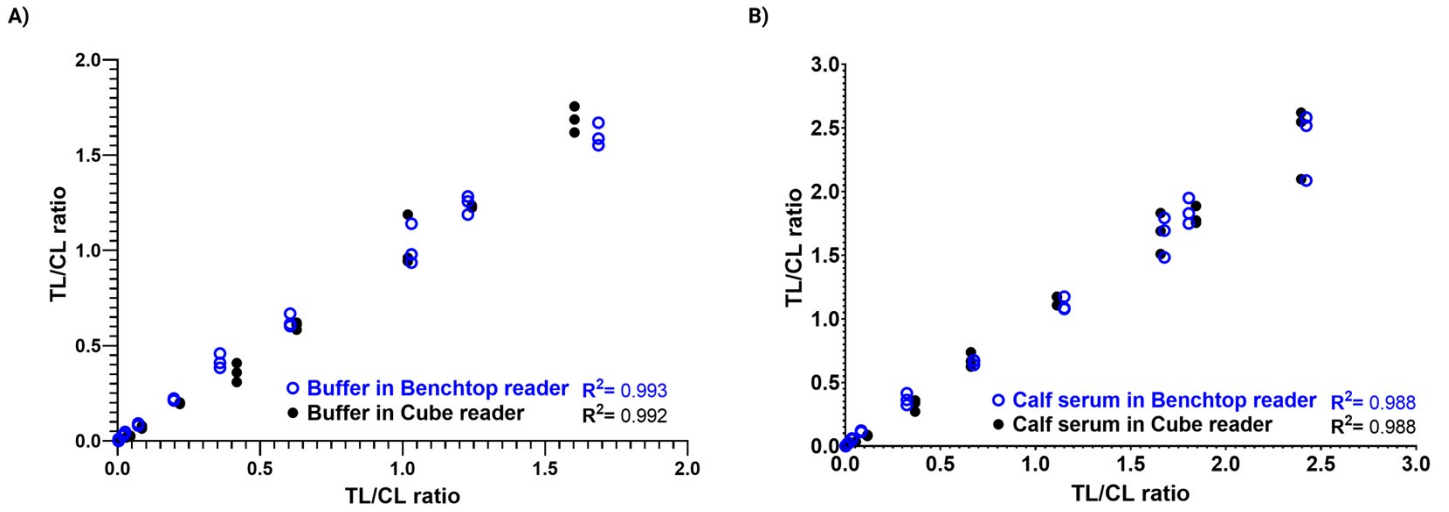 A)
2.0
1.5
1.0
0.5
0.0
TL/CL ratio
0.0 0.5 1.0 1.5 2.0
TL/CL ratio
Buffer in Benchtop reader R²= 0.993
Buffer in Cube reader R²= 0.992
B)
3.0
2.5
2.0
1.5
1.0
0.5
0.0
TL/CL ratio
0.0 0.5 1.0 1.5 2.0 2.5 3.0
TL/CL ratio
Calf serum in Benchtop reader R²= 0.988
Calf serum in Cube reader R²= 0.988